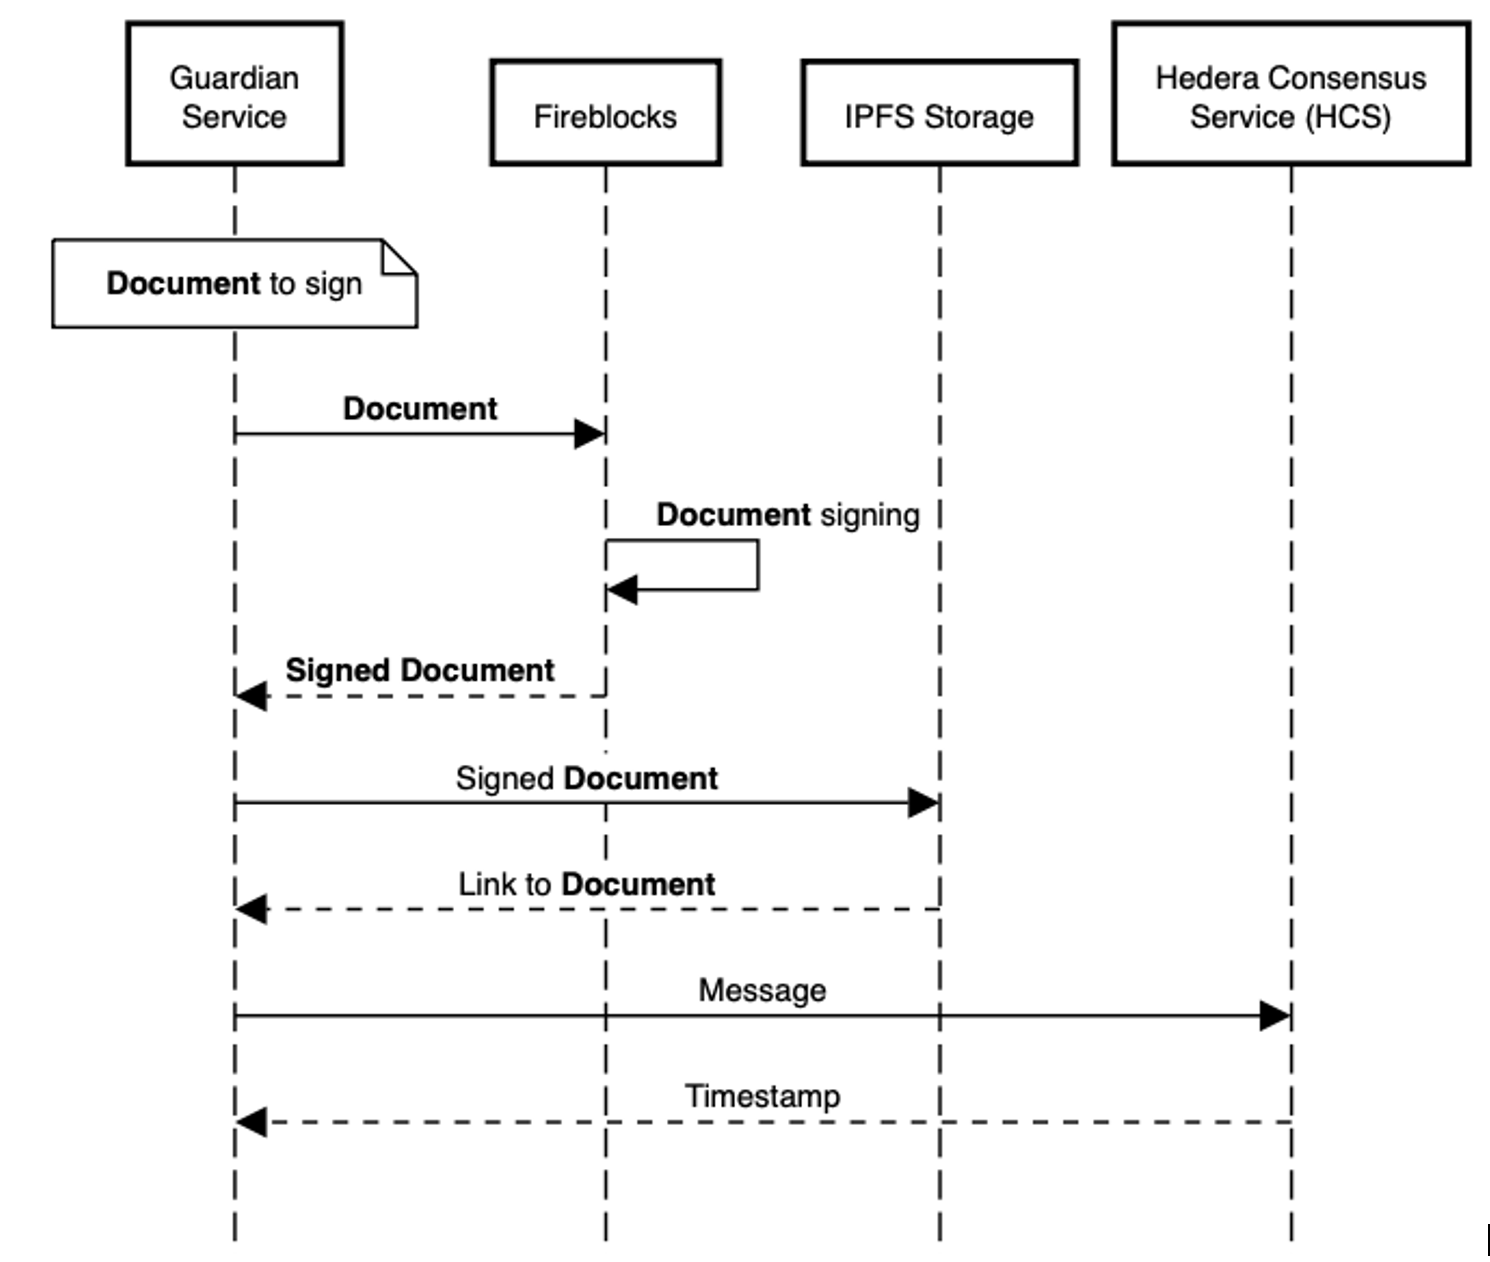 Guardian
Service
Fireblocks
IPFS Storage
Hedera Consensus
Service (HCS)
Document to sign
Document
Document signing
Signed Document
Signed Document
Link to Document
Message
Timestamp